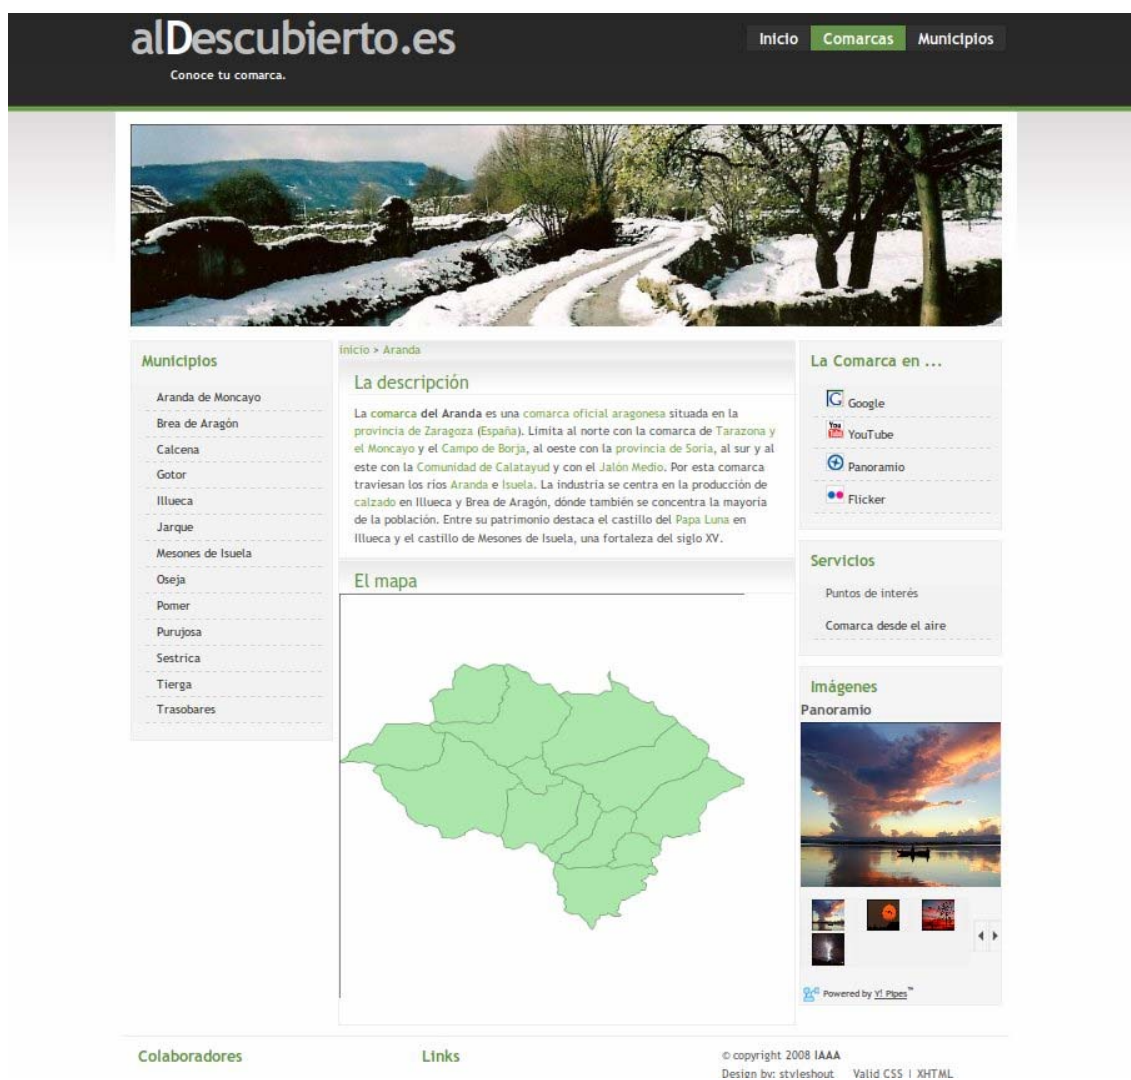 alDescubierto.es
Conoce tu comarca.
Inicio Comarcas Municipios
Municipios
Aranda de Moncayo
Brea de Aragón
Calcena
Gotor
Illueca
Jarque
Mesones de Isuela
Oseja
Pomer
Purujosa
Sestrica
Tierga
Trasobares
inicio > Aranda
La descripción
La comarca del Aranda es una comarca oficial aragonesa situada en la
provincia de Zaragoza (España). Limita al norte con la comarca de Tarazona y
el Moncayo y el Campo de Borja, al oeste con la provincia de Soria, al sur y al
este con la Comunidad de Calatayud y con el Jalón Medio. Por esta comarca
traviesan los ríos Aranda e Isuela. La industria se centra en la producción de
calzado en Illueca y Brea de Aragón, dónde también se concentra la mayoría
de la población. Entre su patrimonio destaca el castillo del Papa Luna en
Illueca y el castillo de Mesones de Isuela, una fortaleza del siglo XV.
El mapa
La Comarca en ...
G Google
You Tube YouTube
Panoramio
Flicker
Servicios
Puntos de interés
Comarca desde el aire
Imágenes
Panoramio
Powered by Y! Pipes™
Colaboradores
Links
© copyright 2008 IAAA
Design by: styleshout Valid CSS | XHTML